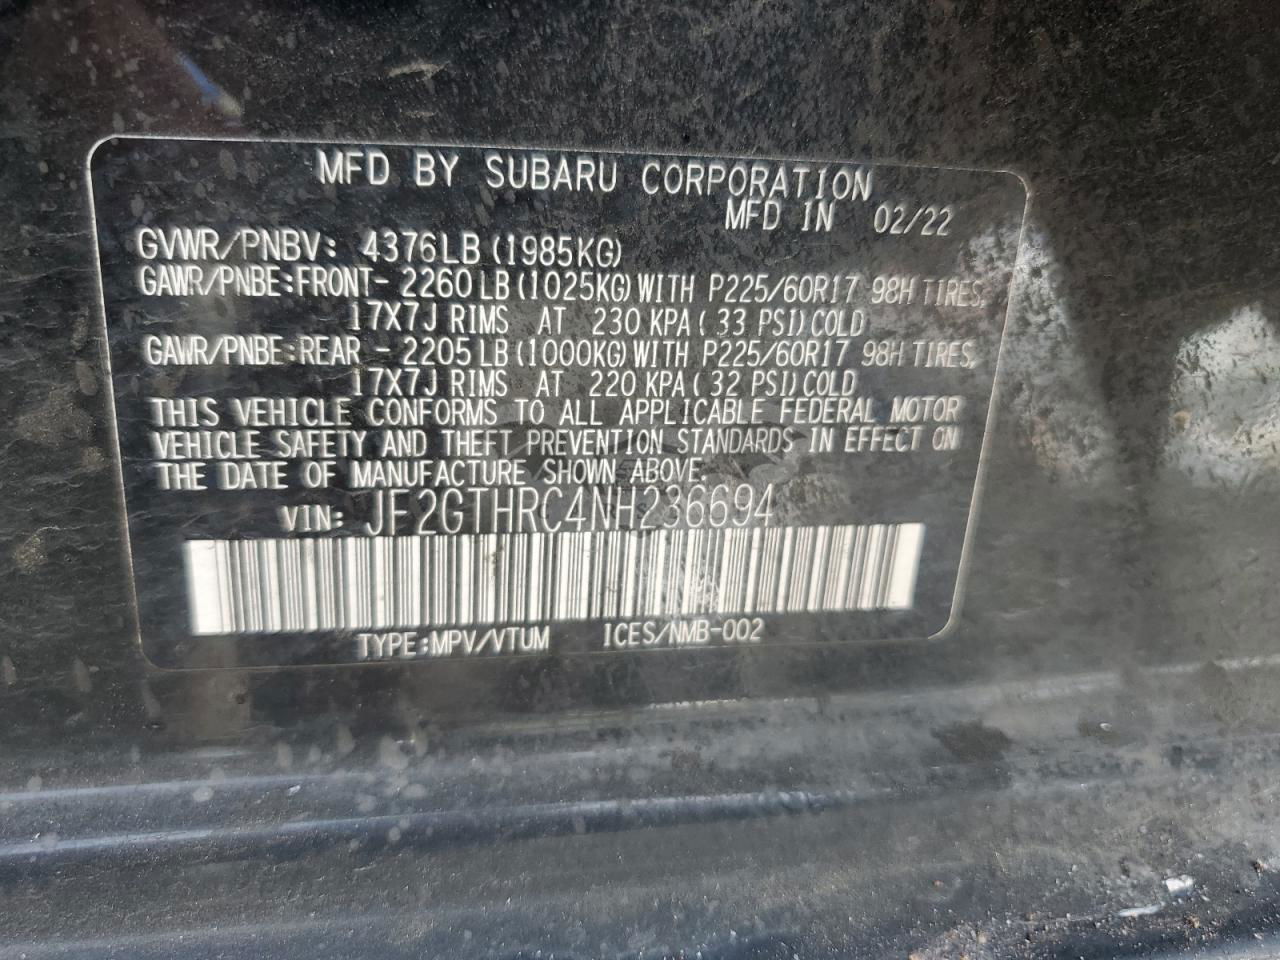 MFD BY SUBARU CORPORATION
MFD IN 02/22
GVWR/PNBV: 4376LB (1985KG)
GAWR/PNBE:FRONT- 2260 LB (1025KG) WITH P225/60R17 98H TIRES,
17X7J RIMS AT 230 KPA ( 33 PSI) COLD
GAWR/PNBE:REAR - 2205 LB (1000KG) WITH P225/60R17 98H TIRES,
17X7J RIMS AT 220 KPA ( 32 PSI) COLD
THIS VEHICLE CONFORMS TO ALL APPLICABLE FEDERAL MOTOR
VEHICLE SAFETY AND THEFT PREVENTION STANDARDS IN EFFECT ON
THE DATE OF MANUFACTURE SHOWN ABOVE.
VIN: JF2GTHRC4NH236694
TYPE:MPV/VTUM ICES/NMB-002